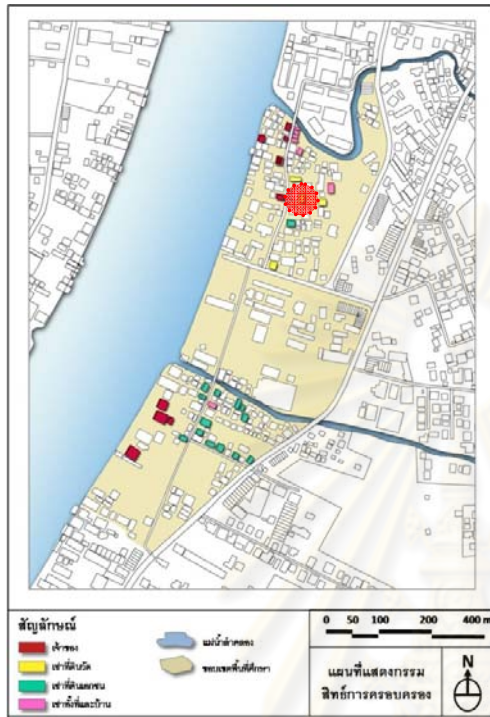 สัญลักษณ์
เจ้าของ
เช่าที่ดินวัด
เช่าที่ดินเอกชน
เช่าทั้งที่และบ้าน
แม่น้ำลำคลอง
ขอบเขตพื้นที่ศึกษา
0 50 100 200 400 m
แผนที่แสดงกรรม
สิทธิ์การครอบครอง
N